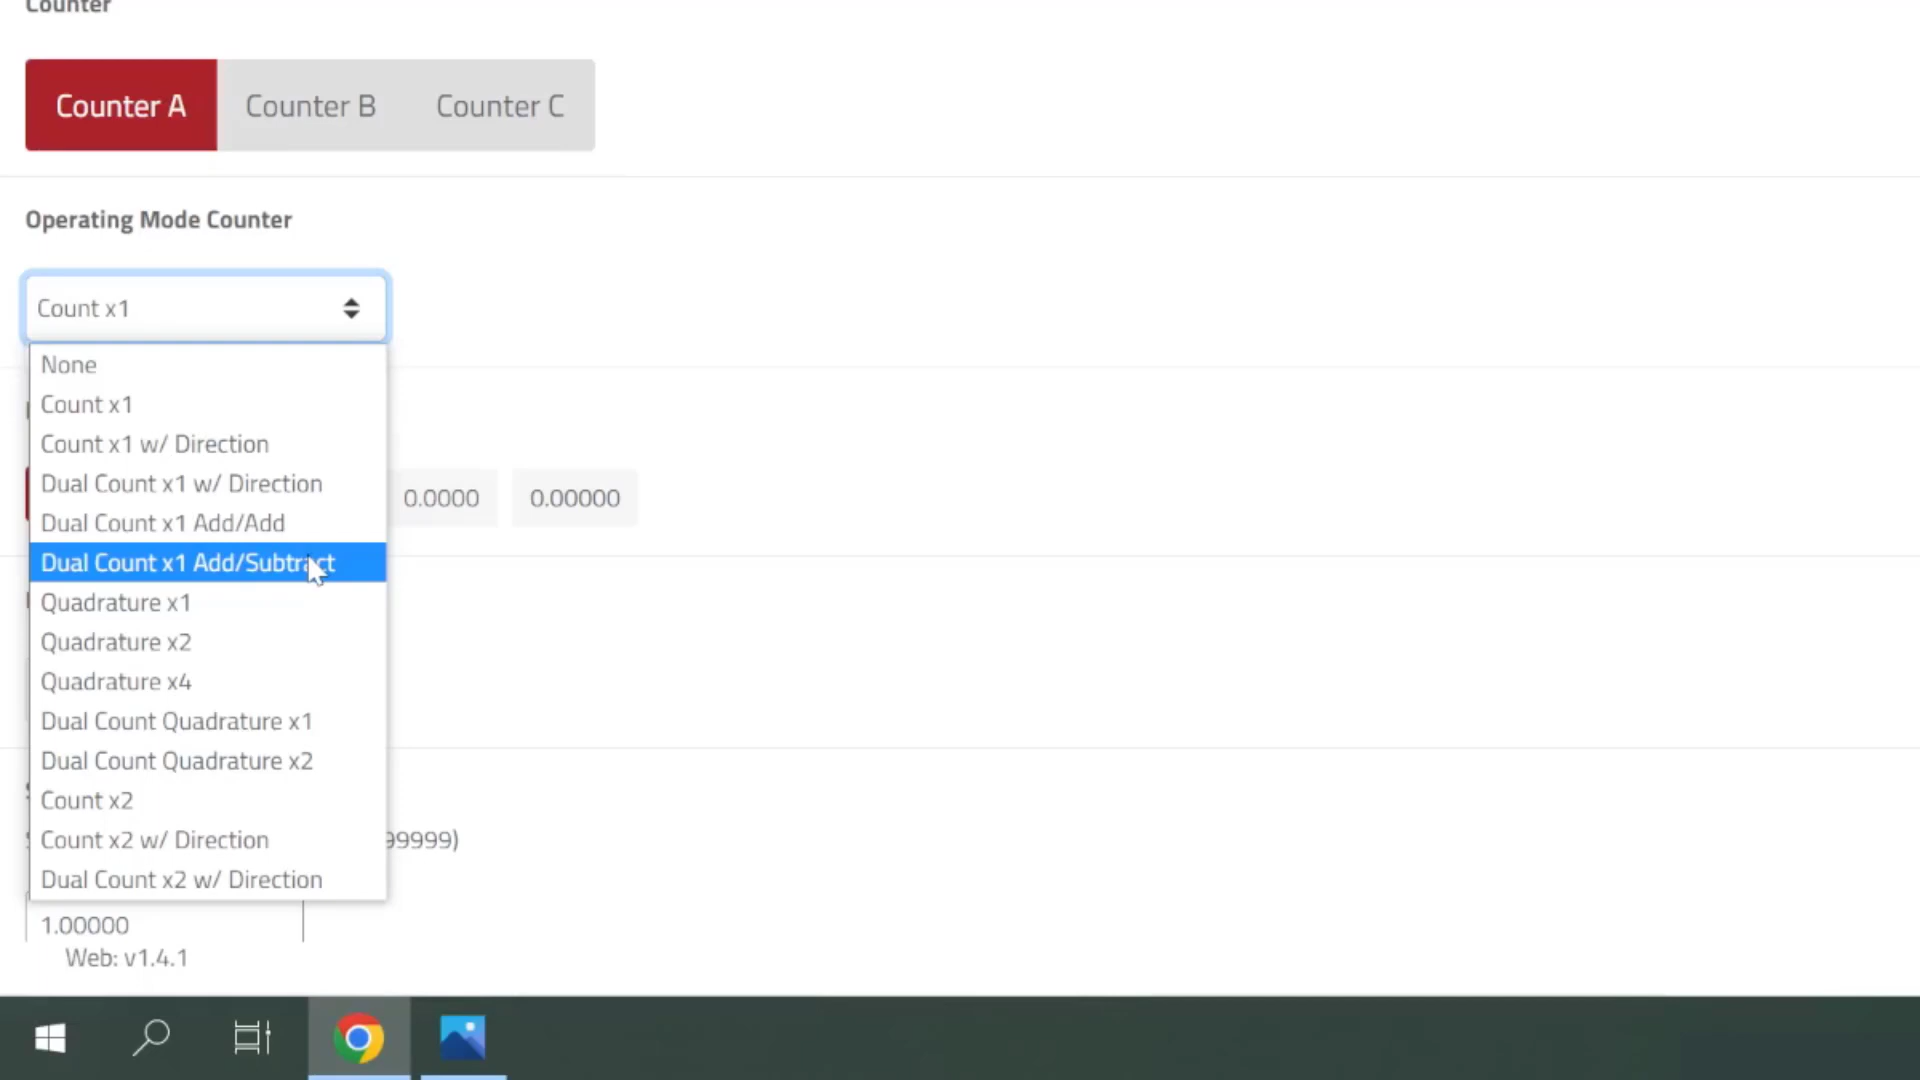 Counter
Counter A Counter B Counter C
Operating Mode Counter
Count x1
None
Count x1
Count x1 w/ Direction
Dual Count x1 w/ Direction
0.0000 0.00000
Dual Count x1 Add/Add
Dual Count x1 Add/Subtract
Quadrature x1
Quadrature x2
Quadrature x4
Dual Count Quadrature x1
Dual Count Quadrature x2
Count x2
Count x2 w/ Direction
99999)
Dual Count x2 w/ Direction
1.00000
Web: v1.4.1